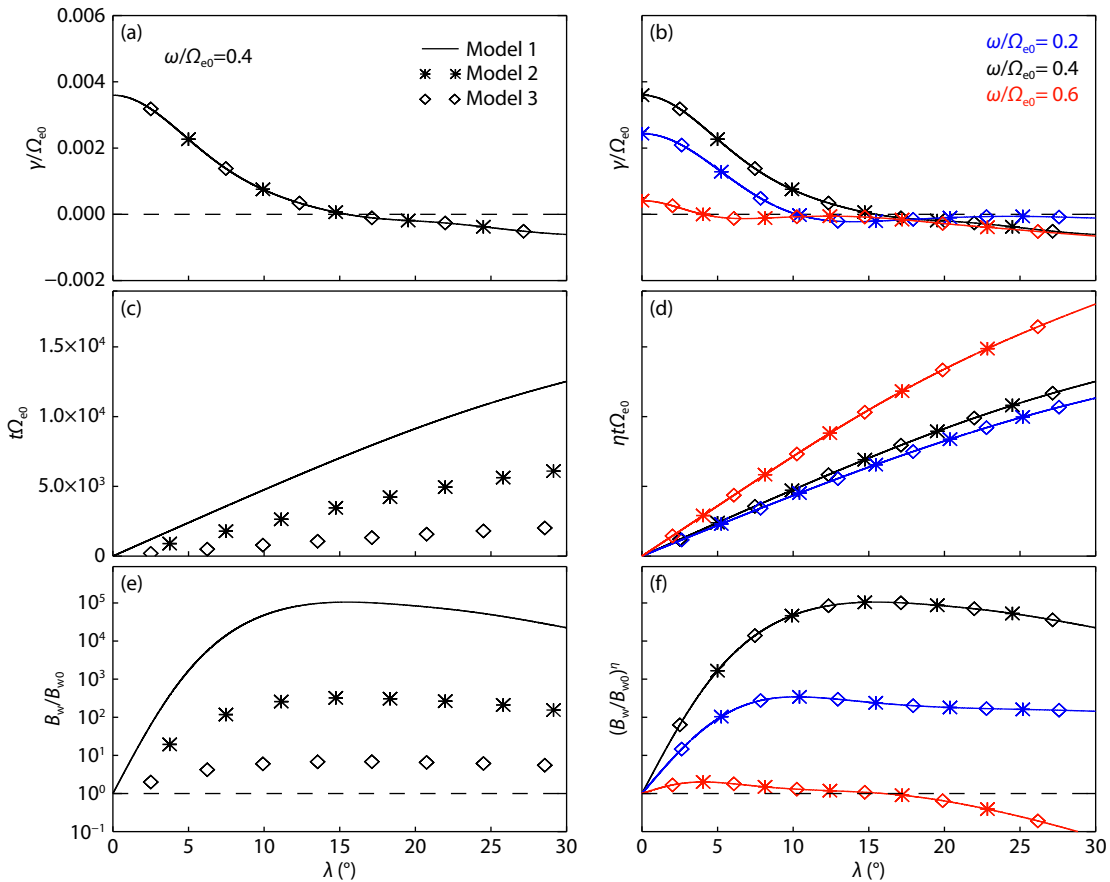 (a)
ω/Ωe0=0.4
Model 1
Model 2
Model 3
0.006
0.004
0.002
0.000
−0.002
γ/Ωe0
(b)
ω/Ωe0= 0.2
ω/Ωe0= 0.4
ω/Ωe0= 0.6
γ/Ωe0
(c)
1.5×10⁴
1.0×10⁴
5.0×10³
0
tΩe0
(d)
ηtΩe0
(e)
10⁵
10⁴
10³
10²
10¹
10⁰
10⁻¹
Bw/Bw0
0 5 10 15 20 25 30
λ (°)
(f)
(Bw/Bw0)^η
0 5 10 15 20 25 30
λ (°)